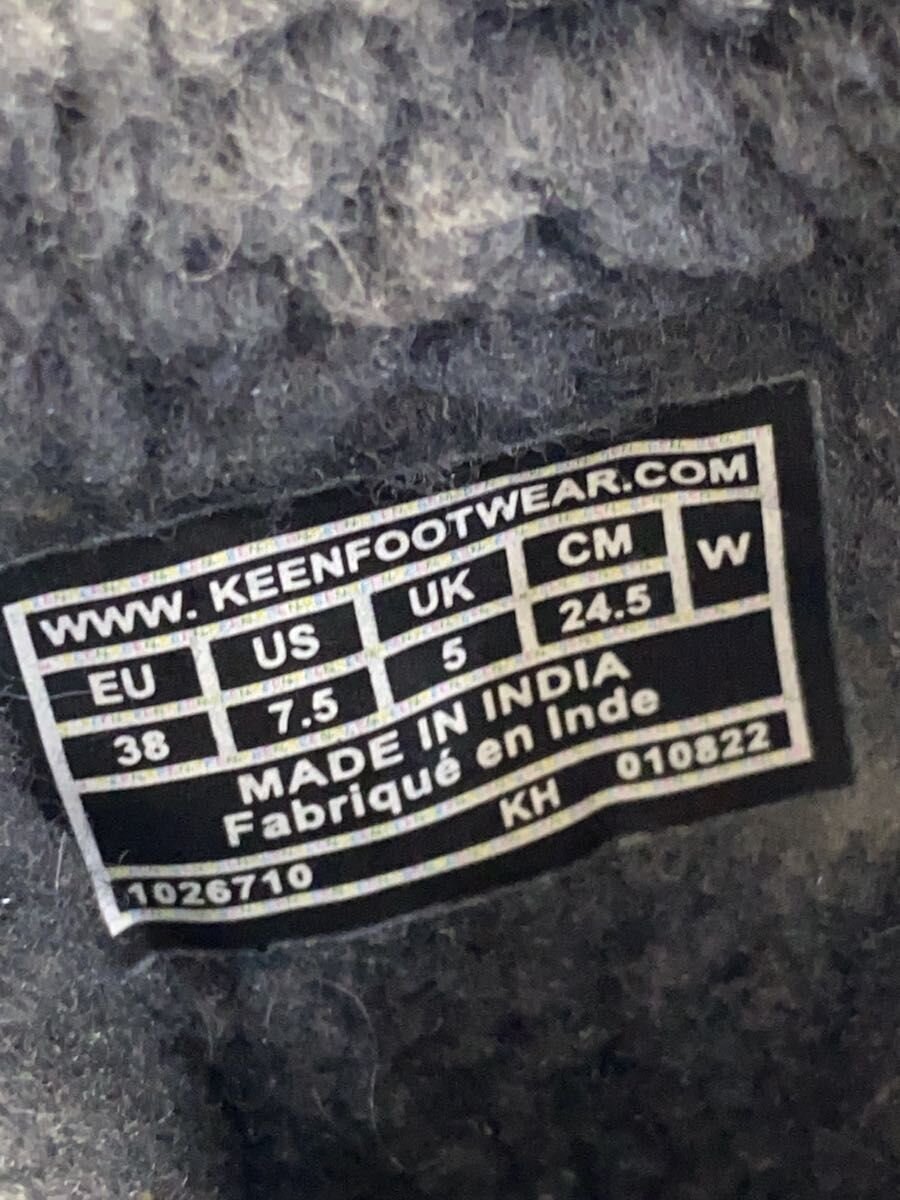 WWW. KEENFOOTWEAR.COM
EU US UK CM W
38 7.5 5 24.5
MADE IN INDIA
Fabriqué en Inde
1026710 KH 010822